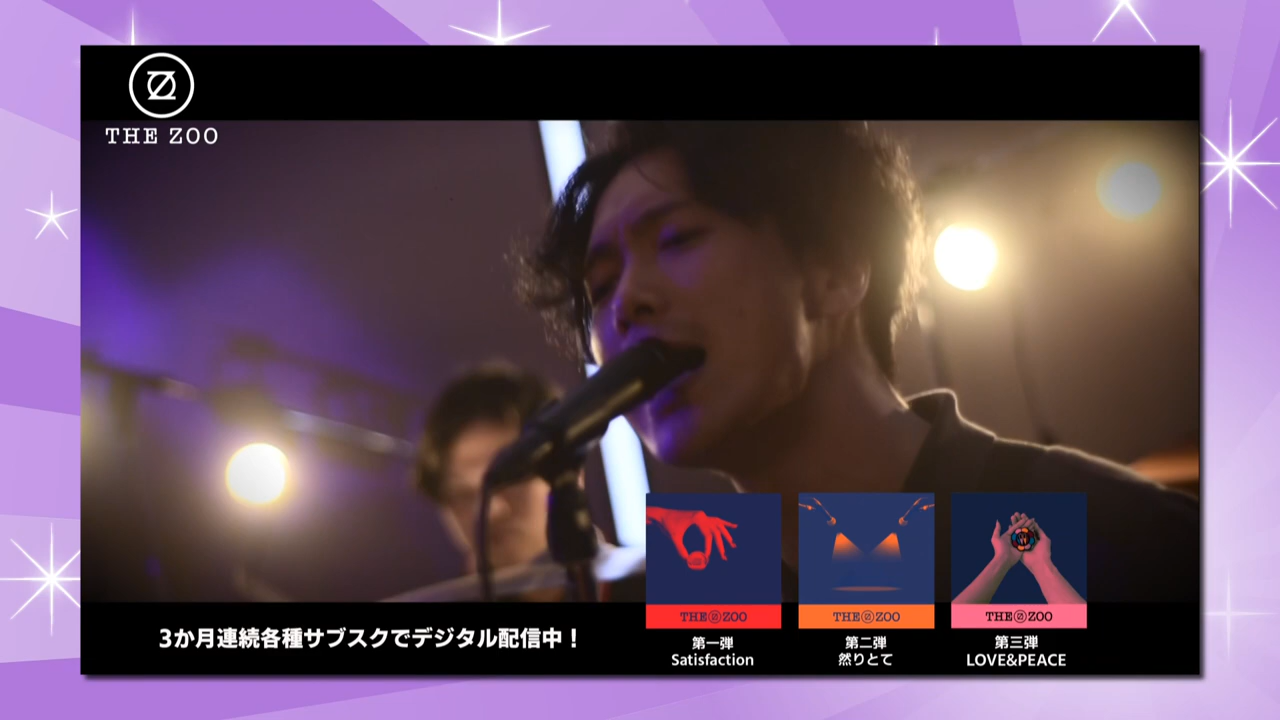 THE ZOO
THE ZOO
THE ZOO
THE ZOO
3か月連続各種サブスクでデジタル配信中!
第一弾
Satisfaction
第二弾
然りとて
第三弾
LOVE&PEACE